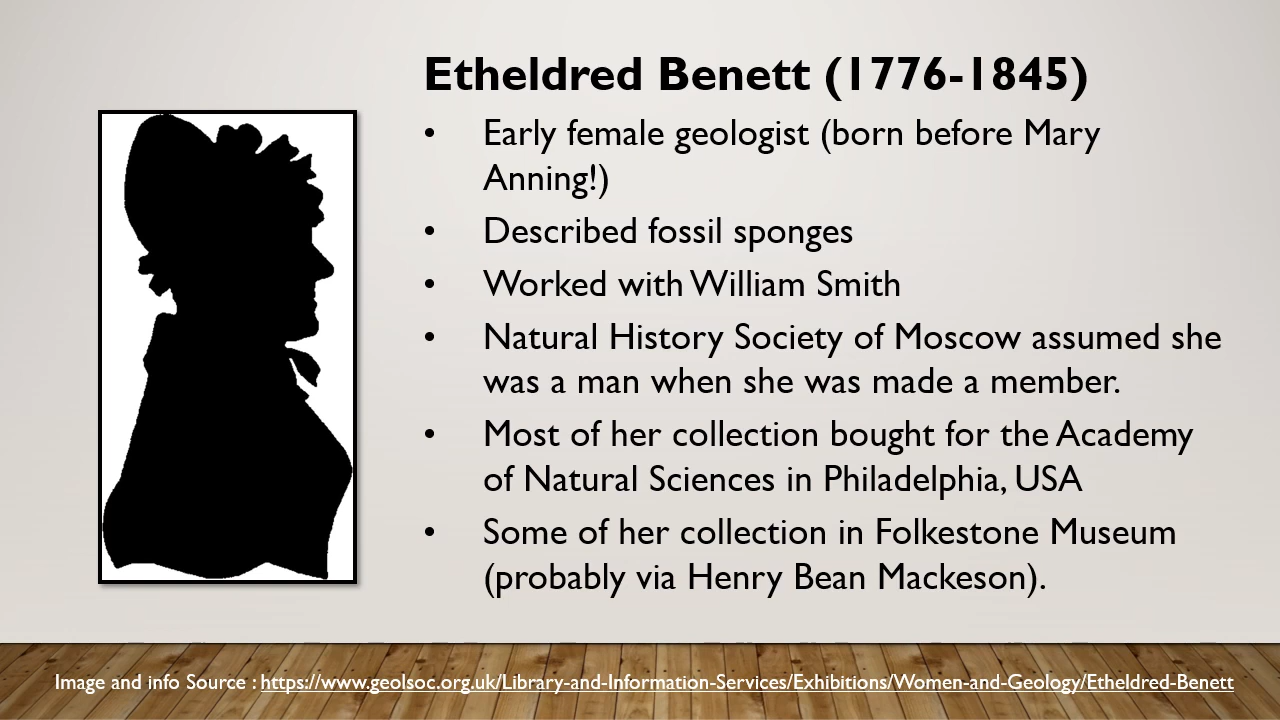 Etheldred Benett (1776-1845)
• Early female geologist (born before Mary
Anning!)
• Described fossil sponges
• Worked with William Smith
• Natural History Society of Moscow assumed she
was a man when she was made a member.
• Most of her collection bought for the Academy
of Natural Sciences in Philadelphia, USA
• Some of her collection in Folkestone Museum
(probably via Henry Bean Mackeson).
Image and info Source : https://www.geolsoc.org.uk/Library-and-Information-Services/Exhibitions/Women-and-Geology/Etheldred-Benett